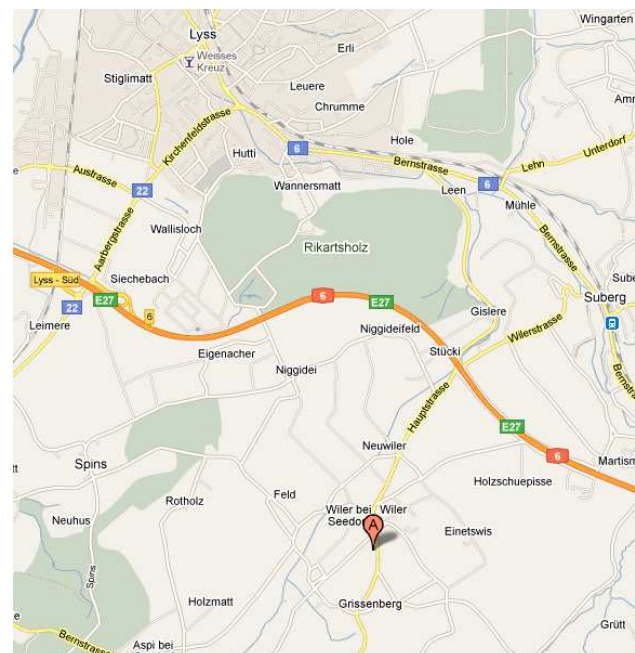 Lyss
Wingarten
Weisses
Kreuz
Erli
Stiglimatt
Leuere
Chrumme
Kirchenfeldstrasse
Hole
Hutti
6
Bernstrasse
Lehn
Unterdorf
Austrasse
22
Wannersmatt
Leen
6
Mühle
Aarbergstrasse
Wallisloch
Rikartsholz
Bernstrasse
Lyss - Süd
Siechebach
E27
6
E27
Suberg
22
6
Gislere
Leimere
Niggideifeld
Wilerstrasse
Eigenacher
Stücki
Bernstrasse
Niggidei
Hauptstrasse
E27
Neuwiler
6
Martism
Spins
Holzschuepisse
Rotholz
Feld
Wiler bei
Seedorf
Wiler
A
Neuhus
Einetswis
Spins
Holzmatt
Grissenberg
Grütt
Bernstrasse
Aspi bei